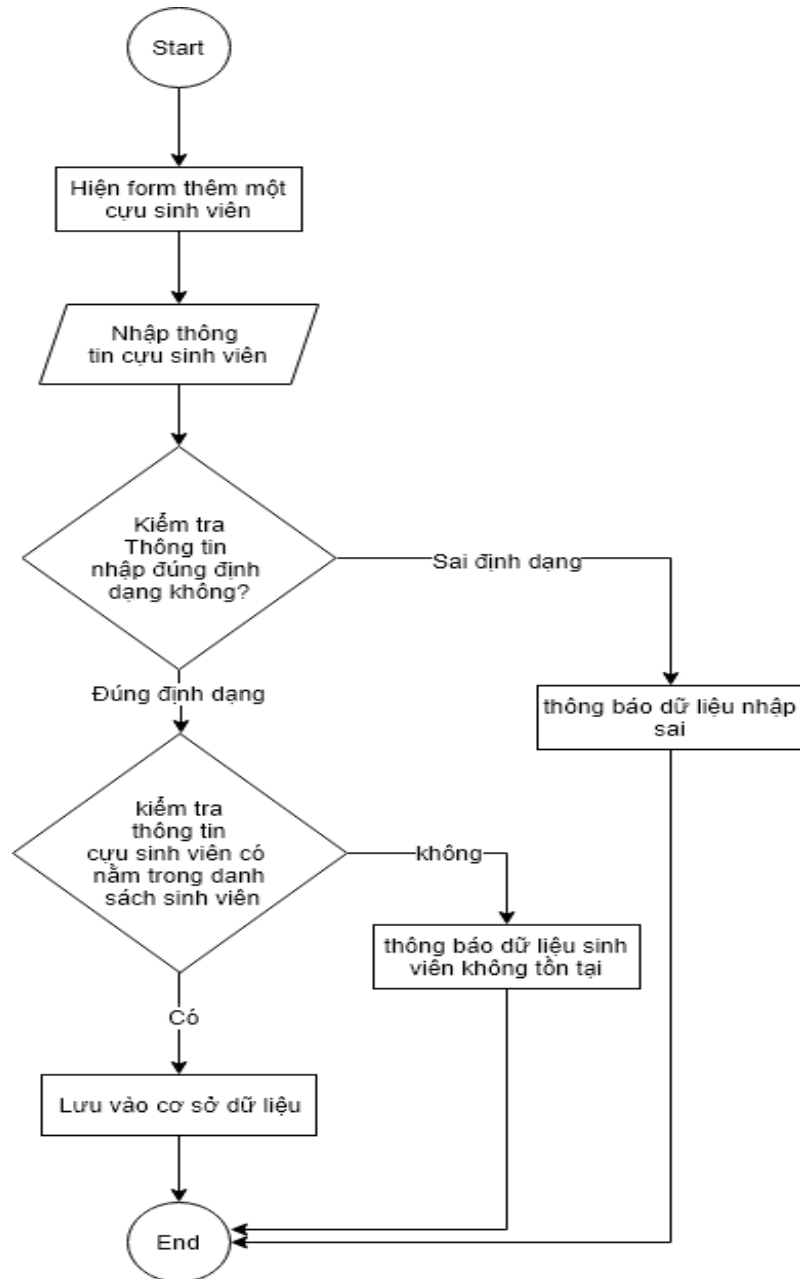 Start
Hiện form thêm một
cựu sinh viên
Nhập thông
tin cựu sinh viên
Kiểm tra
Thông tin
nhập đúng định
dạng không?
Sai định dạng
Đúng định dạng
thông báo dữ liệu nhập
sai
kiểm tra
thông tin
cựu sinh viên có
nằm trong danh
sách sinh viên
không
thông báo dữ liệu sinh
viên không tồn tại
Có
Lưu vào cơ sở dữ liệu
End